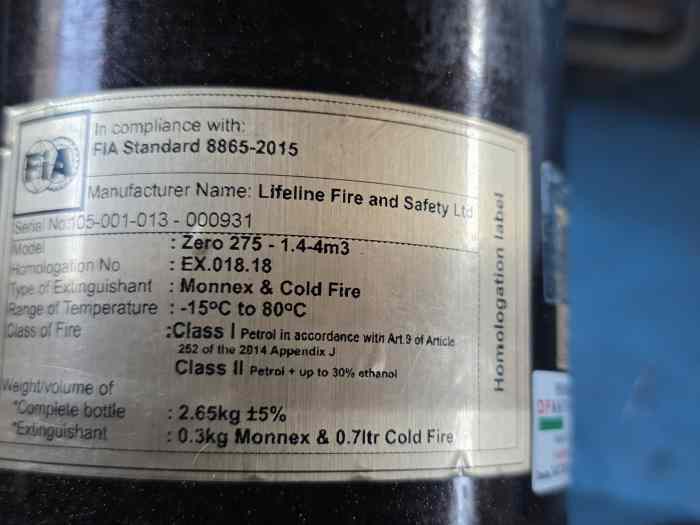 FiA
In compliance with:
FIA Standard 8865-2015
Manufacturer Name: Lifeline Fire and Safety Ltd
Serial No:105-001-013 - 000931
Model : Zero 275 - 1.4-4m3
Homologation No : EX.018.18
Type of Extinguishant : Monnex & Cold Fire
Range of Temperature : -15ºC to 80ºC
Class of Fire :Class I Petrol in accordance with Art.9 of Article
252 of the 2014 Appendix J
Class II Petrol + up to 30% ethanol
Weight/volume of
*Complete bottle : 2.65kg ±5%
*Extinguishant : 0.3kg Monnex & 0.7ltr Cold Fire
Homologation label